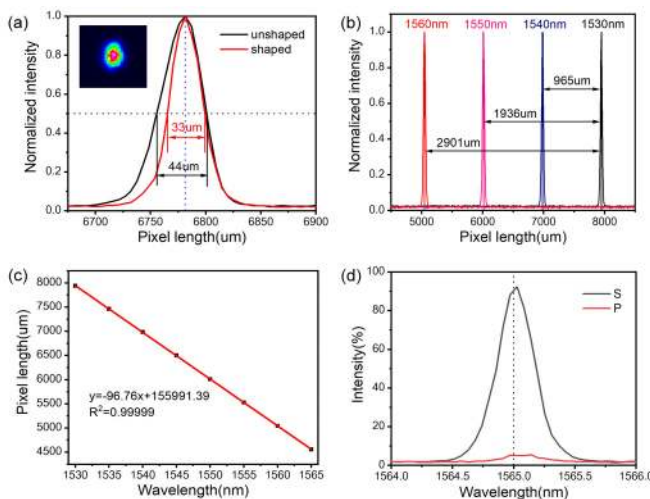 (a)
1.0
0.8
0.6
0.4
0.2
0.0
Normalized intensity
unshaped
shaped
33um
44um
6700 6750 6800 6850 6900
Pixel length(um)
(b)
1560nm 1550nm 1540nm 1530nm
1.0
0.8
0.6
0.4
0.2
0.0
Normalized intensity
965um
1936um
2901um
5000 6000 7000 8000
Pixel length(um)
(c)
8000
7500
7000
6500
6000
5500
5000
4500
Pixel length(um)
y=-96.76x+155991.39
R²=0.99999
1530 1535 1540 1545 1550 1555 1560 1565
Wavelength(nm)
(d)
100
80
60
40
20
0
Intensity(%)
S
P
1564.0 1564.5 1565.0 1565.5 1566.0
Wavelength(nm)